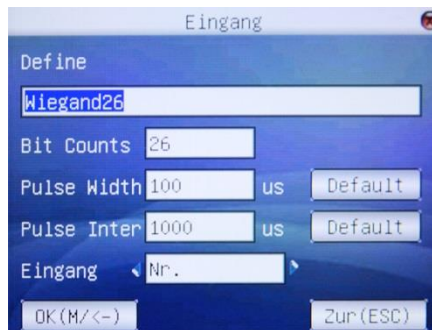 Eingang
Define
Wiegand26
Bit Counts 26
Pulse Width 100 us Default
Pulse Inter 1000 us Default
Eingang Nr.
OK(M/<-) Zur(ESC)